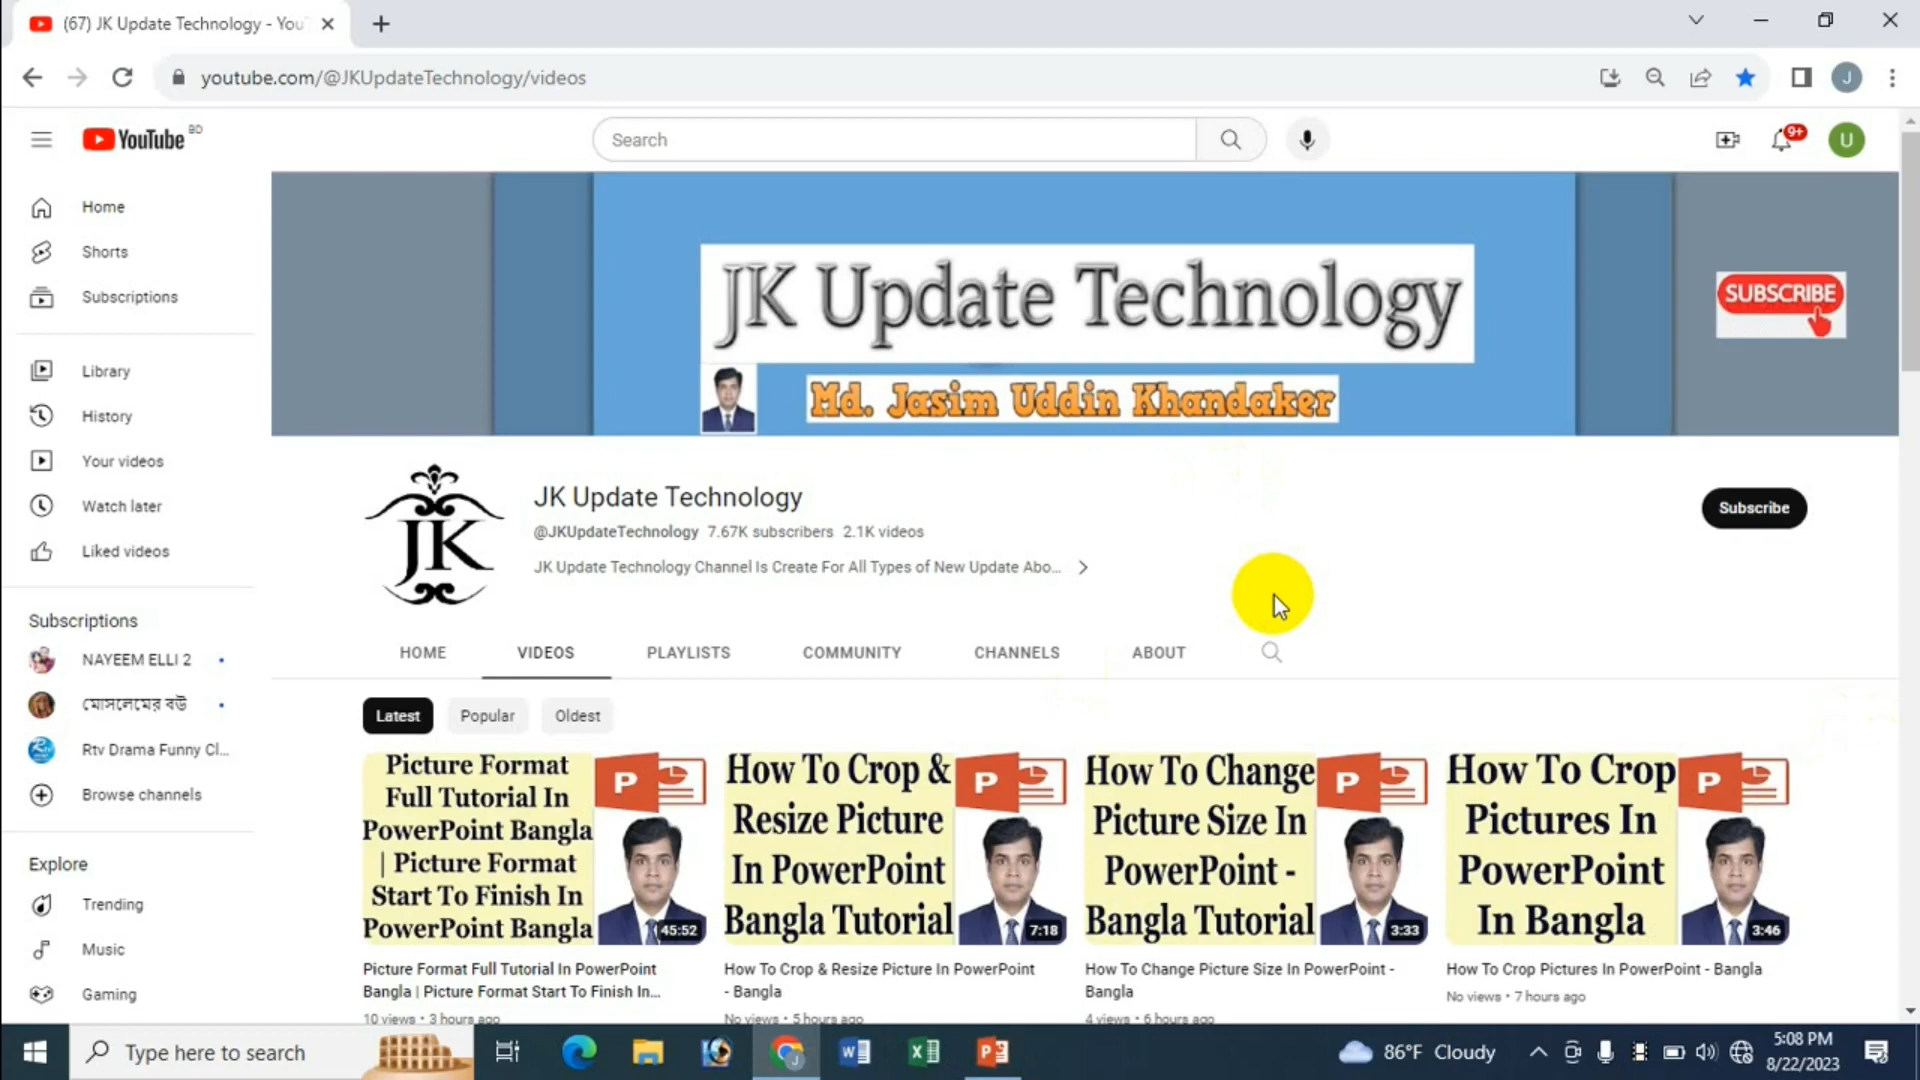 (67) JK Update Technology - YouT
youtube.com/@JKUpdateTechnology/videos
YouTube BD
Search
9+
U
J
Home
Shorts
Subscriptions
Library
History
Your videos
Watch later
Liked videos
Subscriptions
NAYEEM ELLI 2
মোসলেমের বউ
Rtv Drama Funny Cl...
Browse channels
Explore
Trending
Music
Gaming
JK Update Technology
Md. Jasim Uddin Khandaker
SUBSCRIBE
JK
JK Update Technology
@JKUpdateTechnology 7.67K subscribers 2.1K videos
JK Update Technology Channel Is Create For All Types of New Update Abo...
Subscribe
HOME VIDEOS PLAYLISTS COMMUNITY CHANNELS ABOUT
Latest Popular Oldest
Picture Format
Full Tutorial In
PowerPoint Bangla
| Picture Format
Start To Finish In
PowerPoint Bangla
P
45:52
Picture Format Full Tutorial In PowerPoint
Bangla | Picture Format Start To Finish In...
10 views • 3 hours ago
How To Crop &
Resize Picture
In PowerPoint
Bangla Tutorial
P
7:18
How To Crop & Resize Picture In PowerPoint
- Bangla
No views • 5 hours ago
How To Change
Picture Size In
PowerPoint -
Bangla Tutorial
P
3:33
How To Change Picture Size In PowerPoint -
Bangla
4 views • 6 hours ago
How To Crop
Pictures In
PowerPoint
In Bangla
P
3:46
How To Crop Pictures In PowerPoint - Bangla
No views • 7 hours ago
Type here to search
86°F Cloudy
5:08 PM
8/22/2023